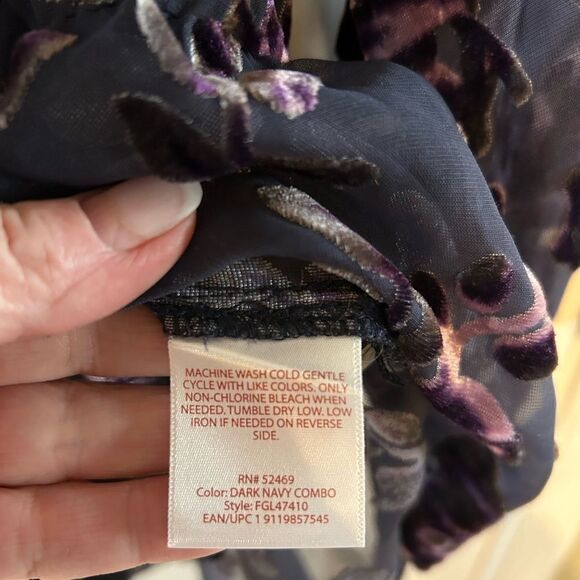 MACHINE WASH COLD GENTLE
CYCLE WITH LIKE COLORS. ONLY
NON-CHLORINE BLEACH WHEN
NEEDED. TUMBLE DRY LOW. LOW
IRON IF NEEDED ON REVERSE
SIDE.
RN# 52469
Color: DARK NAVY COMBO
Style: FGL47410
EAN/UPC 1 9119857545